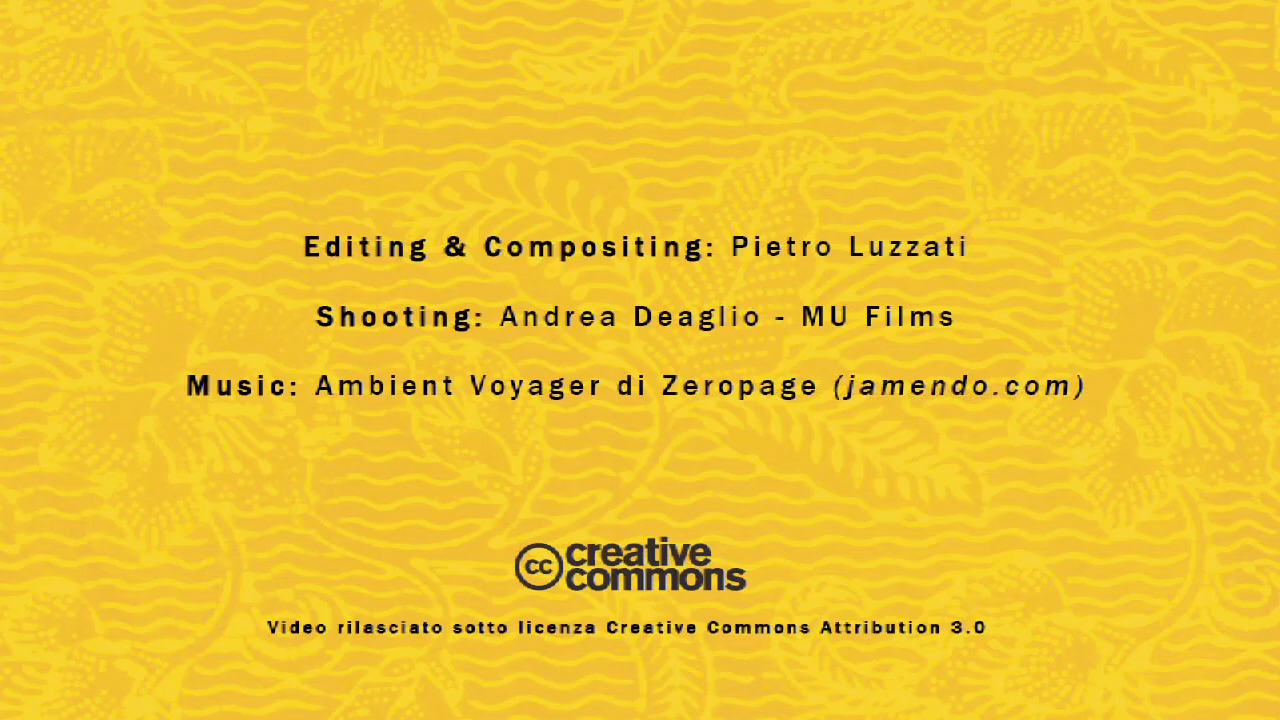 Editing & Compositing: Pietro Luzzati
Shooting: Andrea Deaglio - MU Films
Music: Ambient Voyager di Zeropage (jamendo.com)
cc creative
commons
Video rilasciato sotto licenza Creative Commons Attribution 3.0